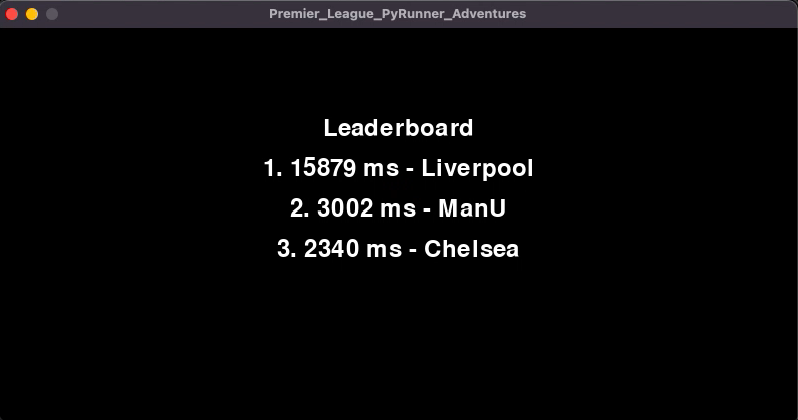 Premier_League_PyRunner_Adventures
Leaderboard
1. 15879 ms - Liverpool
2. 3002 ms - ManU
3. 2340 ms - Chelsea